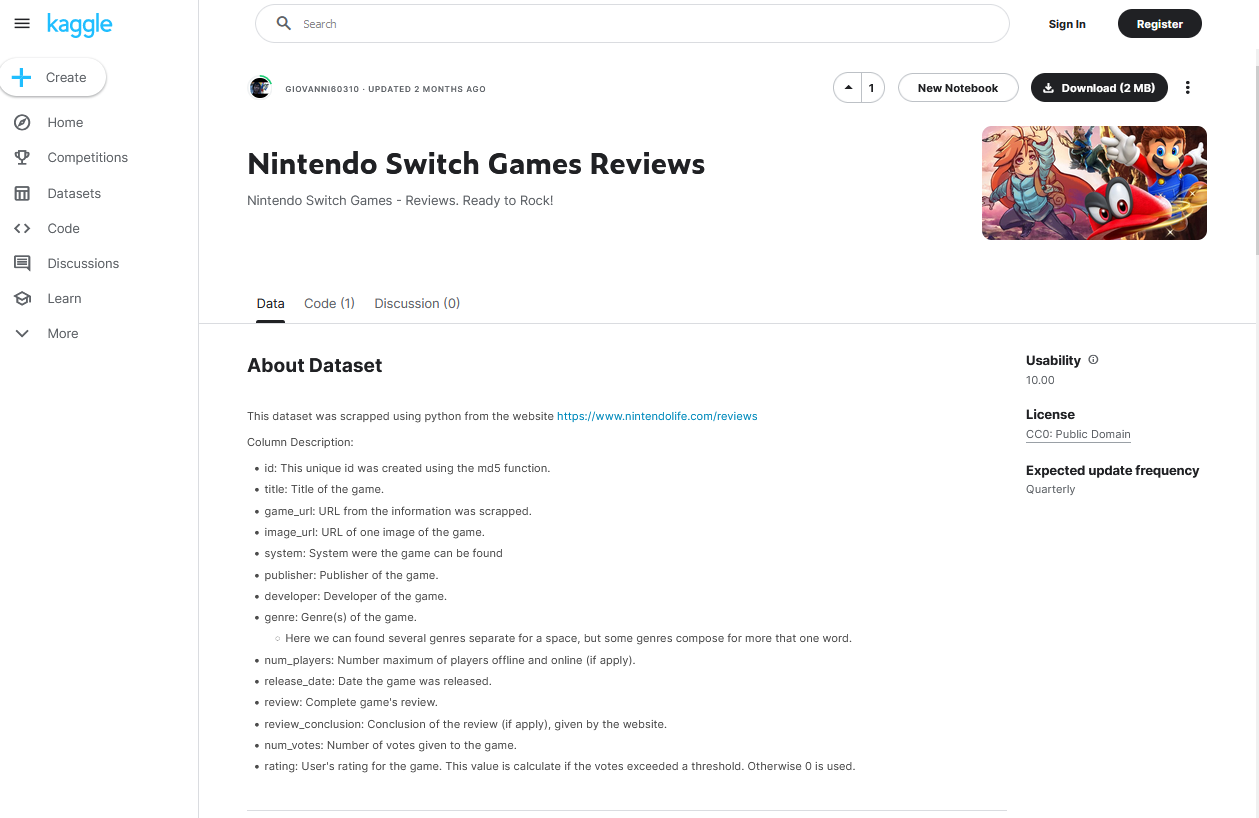 kaggle
Search
Sign In
Register
Create
Home
Competitions
Datasets
Code
Discussions
Learn
More
GIOVANNI60310 · UPDATED 2 MONTHS AGO
1
New Notebook
Download (2 MB)
Nintendo Switch Games Reviews
Nintendo Switch Games - Reviews. Ready to Rock!
Data
Code (1)
Discussion (0)
About Dataset
This dataset was scrapped using python from the website https://www.nintendolife.com/reviews
Column Description:
• id: This unique id was created using the md5 function.
• title: Title of the game.
• game_url: URL from the information was scrapped.
• image_url: URL of one image of the game.
• system: System were the game can be found
• publisher: Publisher of the game.
• developer: Developer of the game.
• genre: Genre(s) of the game.
○ Here we can found several genres separate for a space, but some genres compose for more that one word.
• num_players: Number maximum of players offline and online (if apply).
• release_date: Date the game was released.
• review: Complete game's review.
• review_conclusion: Conclusion of the review (if apply), given by the website.
• num_votes: Number of votes given to the game.
• rating: User's rating for the game. This value is calculate if the votes exceeded a threshold. Otherwise 0 is used.
Usability
10.00
License
CC0: Public Domain
Expected update frequency
Quarterly